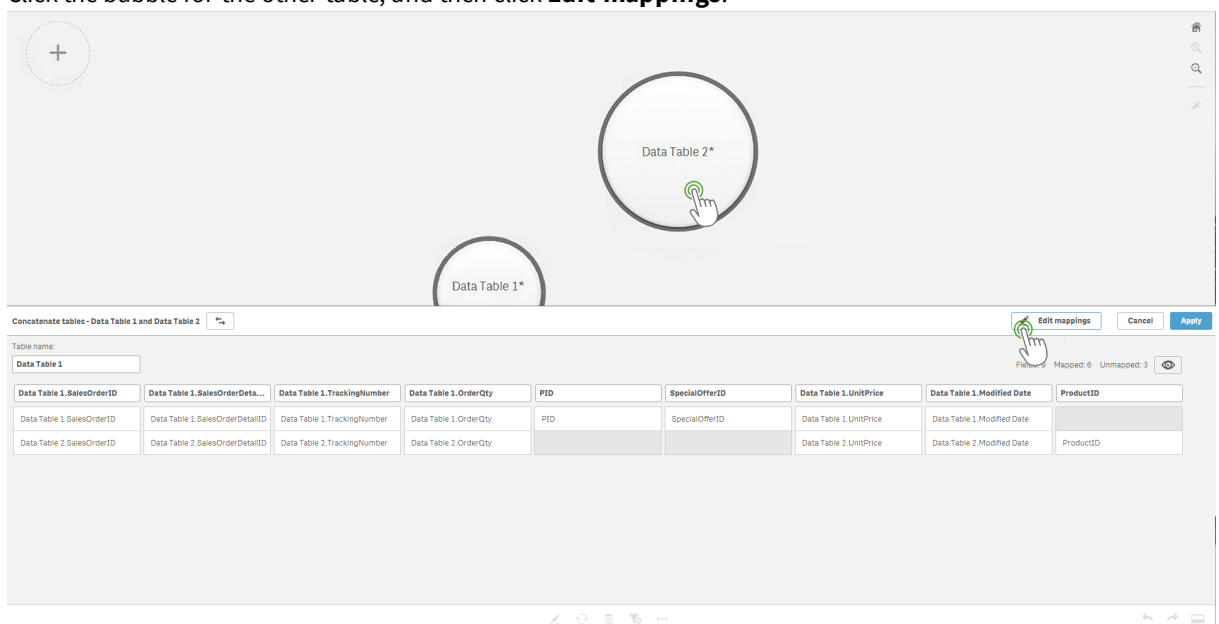 Click the bubble for the other table, and then click Edit mappings.
+
Data Table 2*
Data Table 1*
Concatenate tables - Data Table 1 and Data Table 2
Edit mappings Cancel Apply
Table name:
Data Table 1
Mapped: 6 Unmapped: 3
Data Table 1.SalesOrderID Data Table 1.SalesOrderDeta... Data Table 1.TrackingNumber Data Table 1.OrderQty PID SpecialOfferID Data Table 1.UnitPrice Data Table 1.Modified Date ProductID
Data Table 1.SalesOrderID Data Table 1.SalesOrderDetailID Data Table 1.TrackingNumber Data Table 1.OrderQty PID SpecialOfferID Data Table 1.UnitPrice Data Table 1.Modified Date
Data Table 2.SalesOrderID Data Table 2.SalesOrderDetailID Data Table 2.TrackingNumber Data Table 2.OrderQty Data Table 2.UnitPrice Data Table 2.Modified Date ProductID